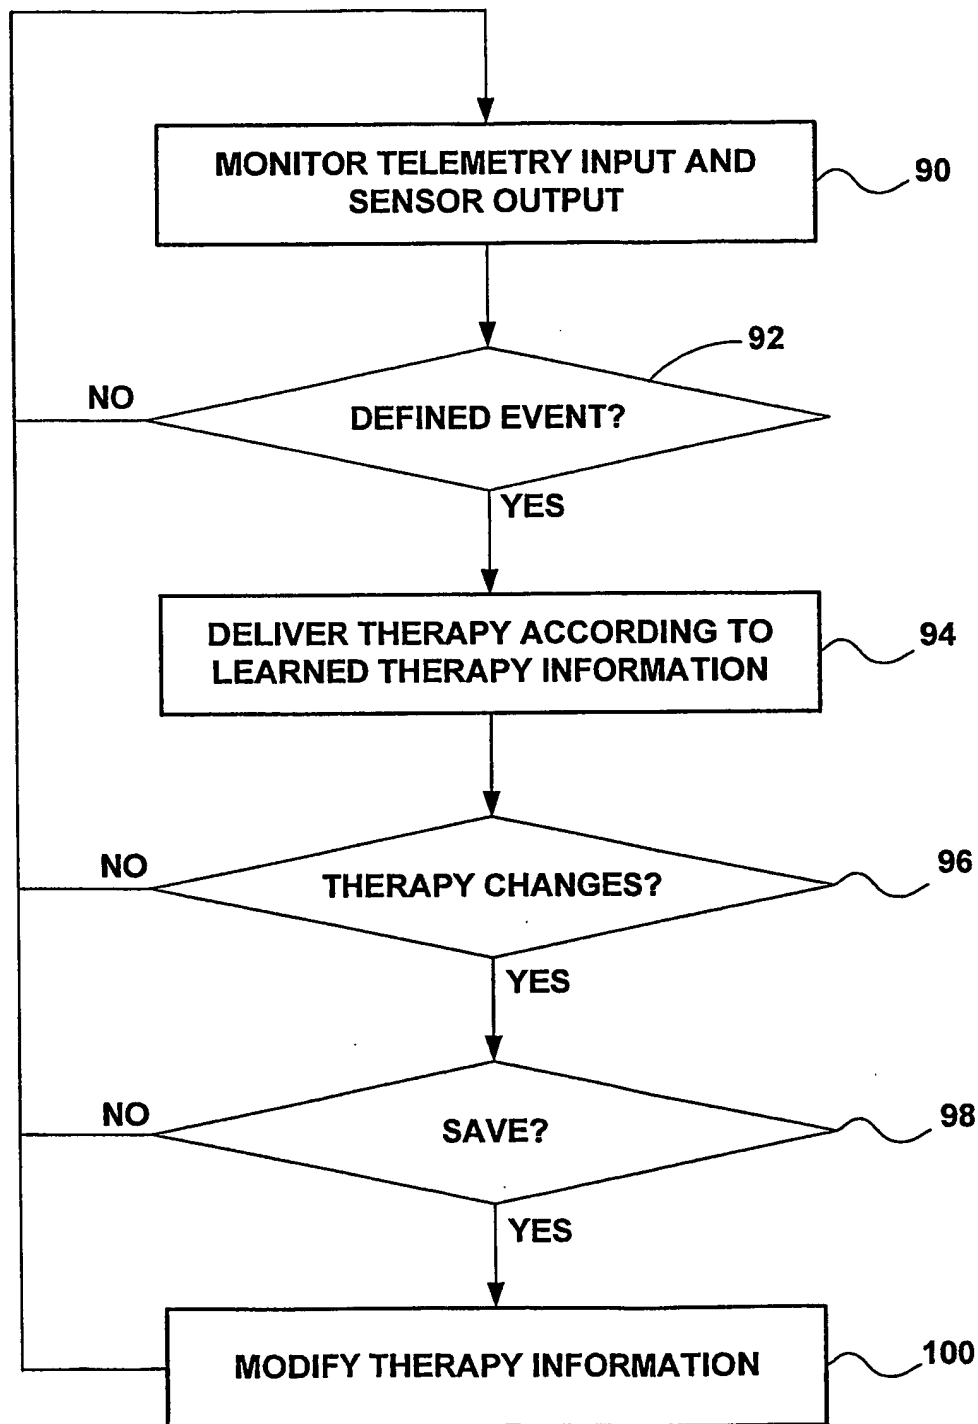 MONITOR TELEMETRY INPUT AND
SENSOR OUTPUT
90
92
NO
DEFINED EVENT?
YES
DELIVER THERAPY ACCORDING TO
LEARNED THERAPY INFORMATION
94
NO
THERAPY CHANGES?
96
YES
NO
SAVE?
98
YES
MODIFY THERAPY INFORMATION
100